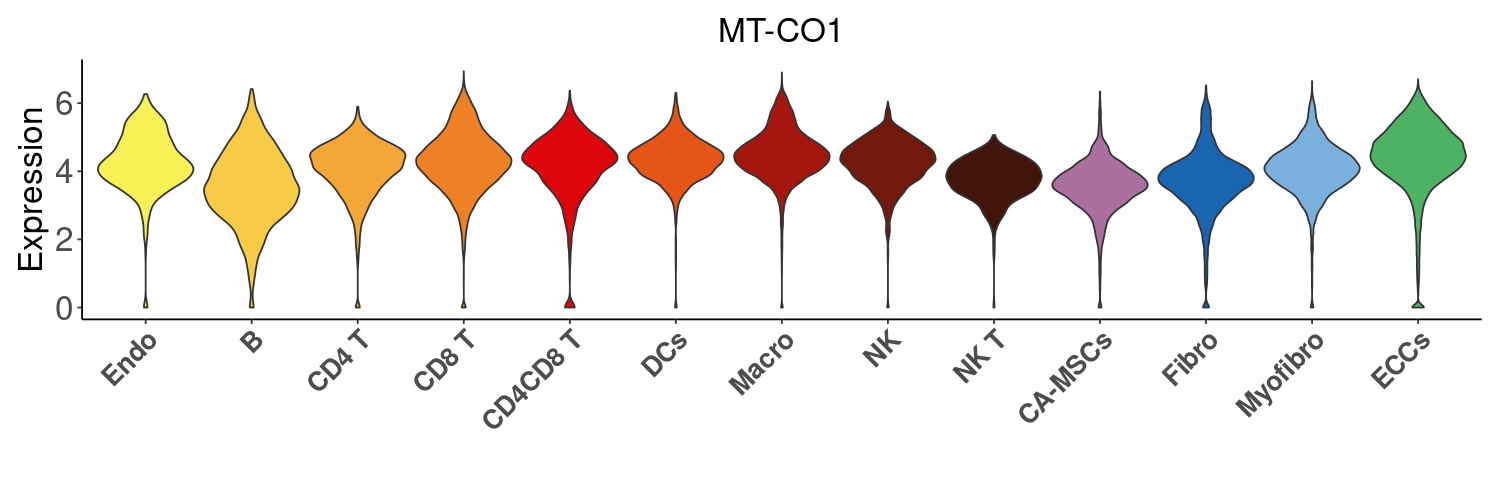 MT-CO1
Expression
6
4
2
0
Endo
B
CD4 T
CD8 T
CD4CD8 T
DCs
Macro
NK
NK T
CA-MSCs
Fibro
Myofibro
ECCs